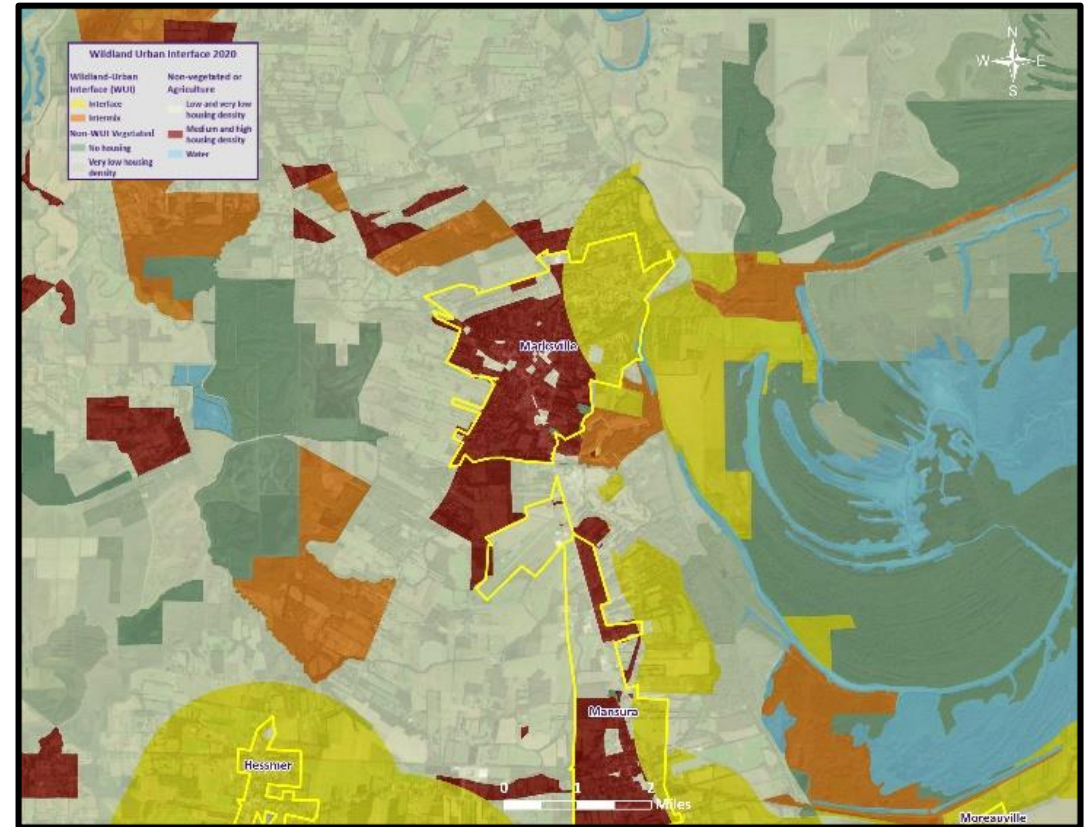 Wildland Urban Interface 2020
Wildland-Urban
Interface (WUI)
Interface
Intermix
Non-WUI Vegetated
No housing
Very low housing
density
Non-vegetated or
Agriculture
Low and very low
housing density
Medium and high
housing density
Water
N
W E
S
Marksville
Mansura
Hessmer
Moreauville
0 1 2
Miles